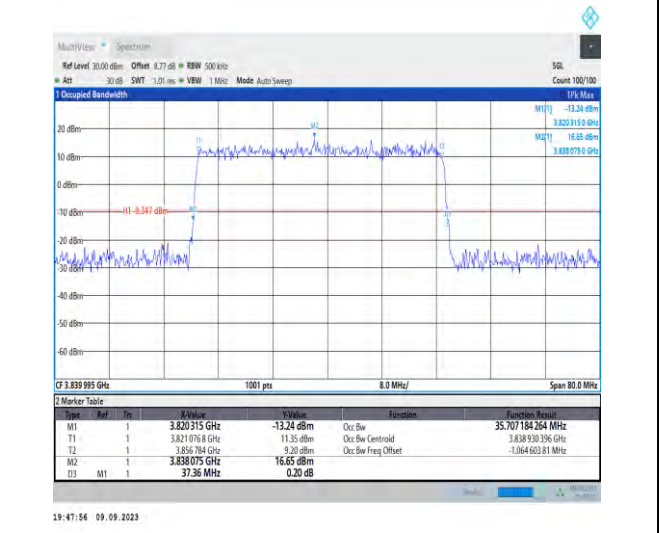 MultiView Spectrum
Ref Level 30.00 dBm Offset 8.77 dB RBW 500 kHz SGL
Att 30 dB SWT 1.01 ms VBW 1 MHz Mode Auto Sweep Count 100/100
1 Occupied Bandwidth 1Pk Max
M1[1] -13.24 dBm
3.820 315 0 GHz
M2[1] 16.65 dBm
3.838 075 0 GHz
20 dBm
M2
T1
T2
10 dBm
0 dBm
-10 dBm
H1 -9.347 dBm
M1
-20 dBm
-30 dBm
-40 dBm
-50 dBm
-60 dBm
CF 3.839 995 GHz 1001 pts 8.0 MHz/ Span 80.0 MHz
2 Marker Table
Type Ref Trc X-Value Y-Value Function Function Result
M1 1 3.820 315 GHz -13.24 dBm Occ Bw 35.707 184 264 MHz
T1 1 3.821 076 8 GHz 11.35 dBm Occ Bw Centroid 3.838 930 396 GHz
T2 1 3.856 784 GHz 9.20 dBm Occ Bw Freq Offset -1.064 603 81 MHz
M2 1 3.838 075 GHz 16.65 dBm
D3 M1 1 37.36 MHz 0.20 dB
19:47:56 09.09.2023